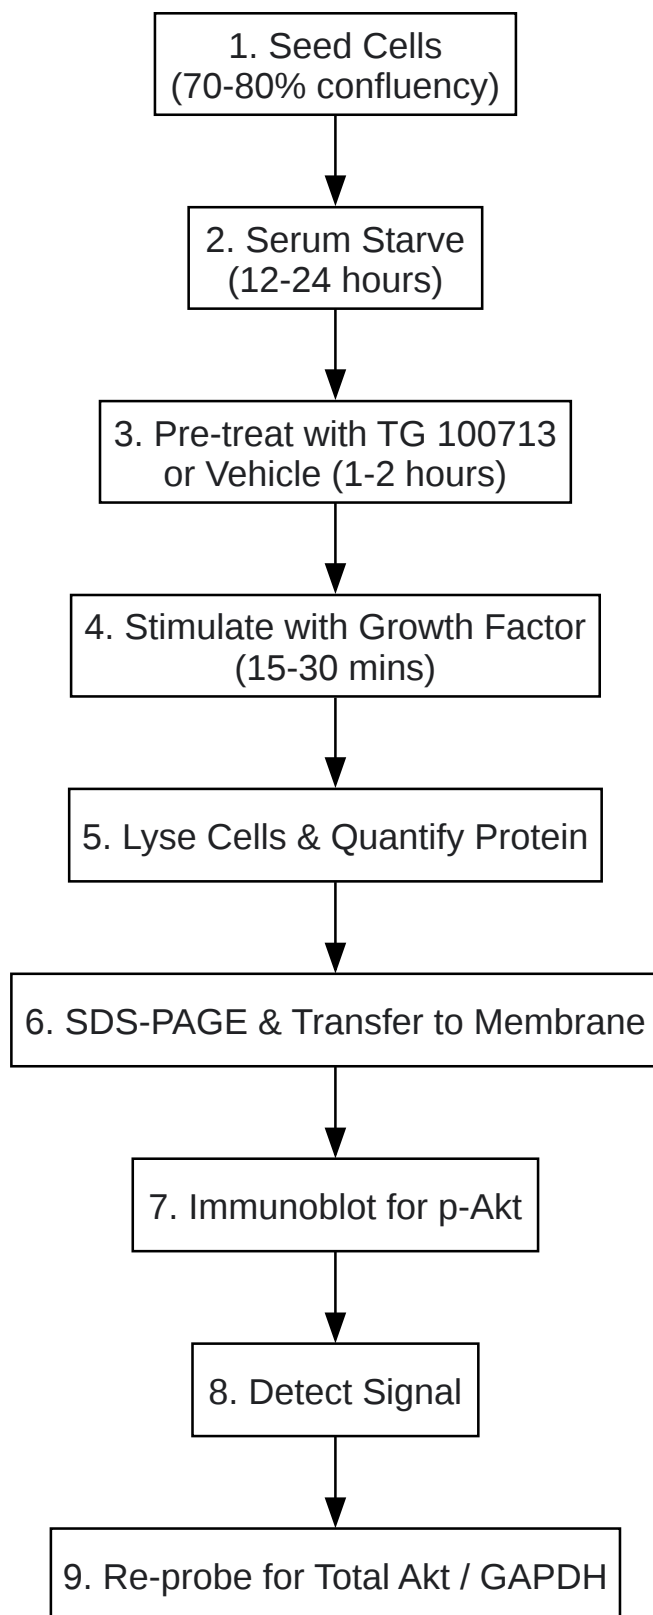 1. Seed Cells
(70-80% confluency)
2. Serum Starve
(12-24 hours)
3. Pre-treat with TG 100713
or Vehicle (1-2 hours)
4. Stimulate with Growth Factor
(15-30 mins)
5. Lyse Cells & Quantify Protein
6. SDS-PAGE & Transfer to Membrane
7. Immunoblot for p-Akt
8. Detect Signal
9. Re-probe for Total Akt / GAPDH